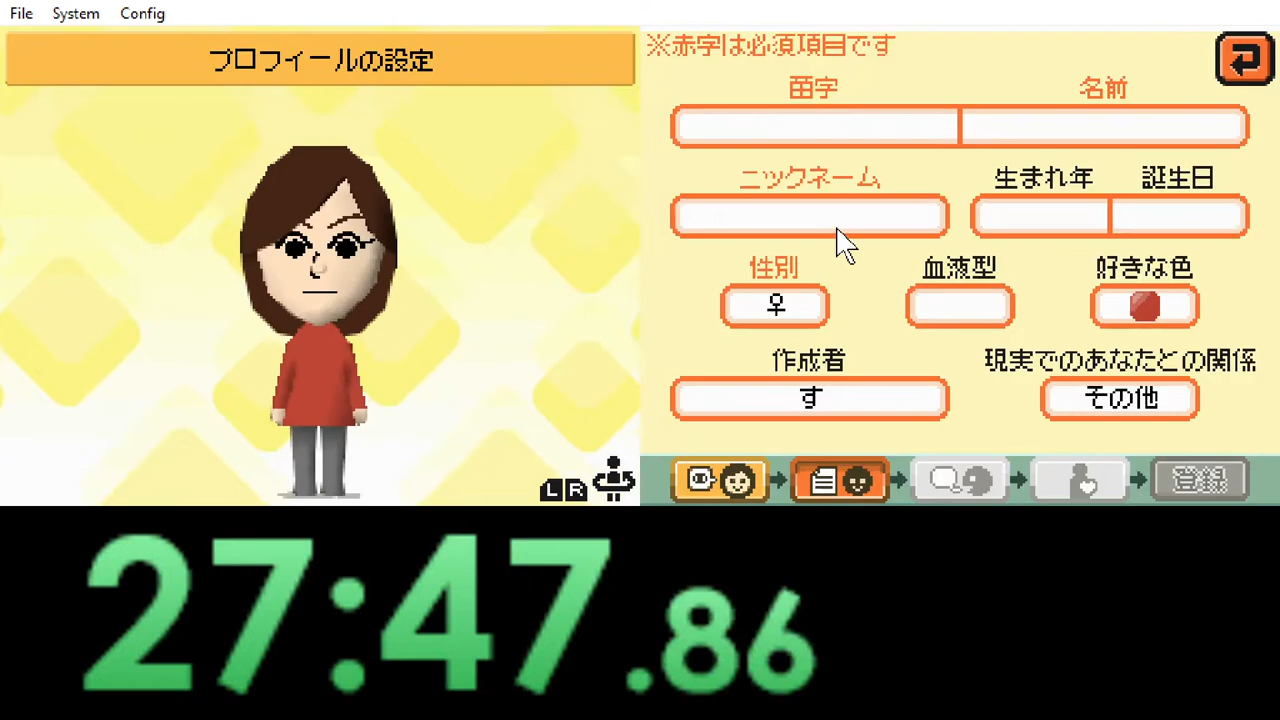 File System Config
プロフィールの設定
※赤字は必須項目です
苗字 名前
ニックネーム 生まれ年 誕生日
性別 血液型 好きな色
♀
作成者 現実でのあなたとの関係
す その他
L R
登録
27:47.86